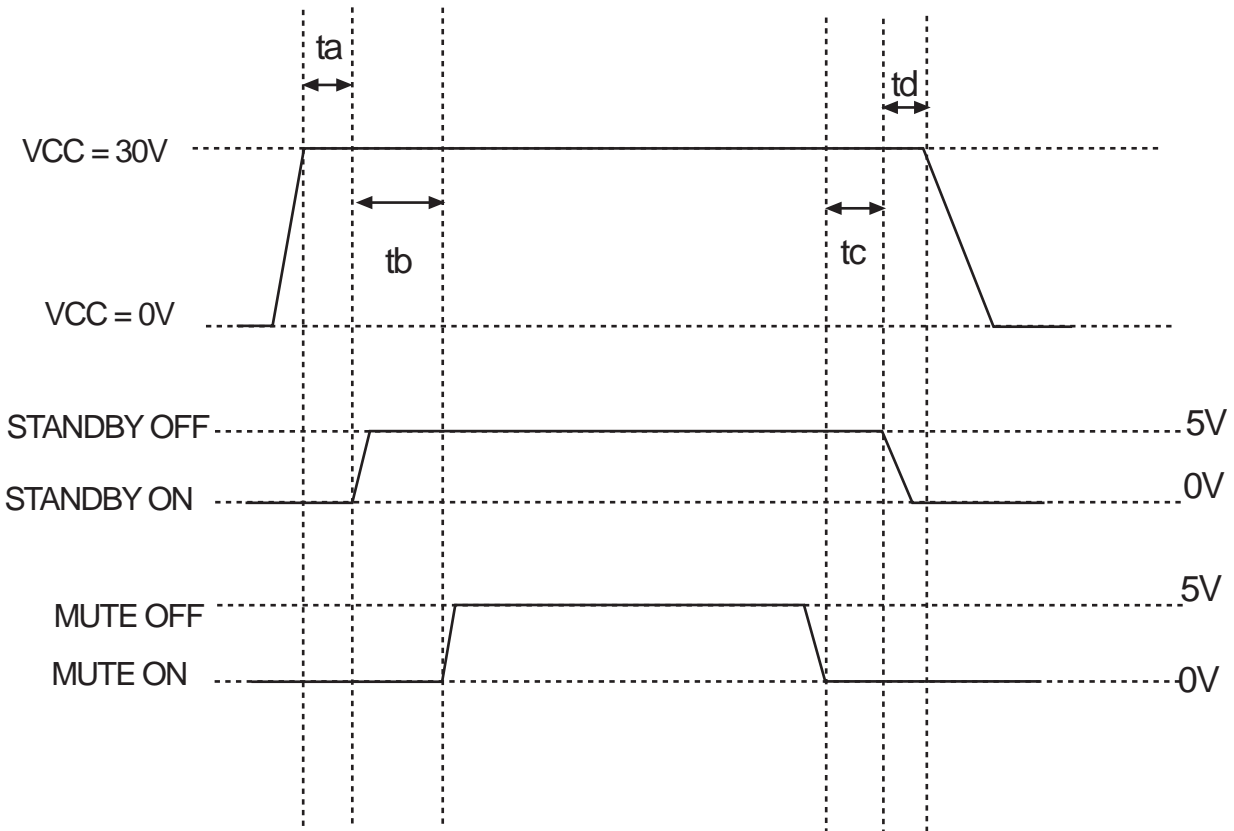 ta
td
VCC = 30V
tb
tc
VCC = 0V
STANDBY OFF
5V
STANDBY ON
0V
MUTE OFF
5V
MUTE ON
0V